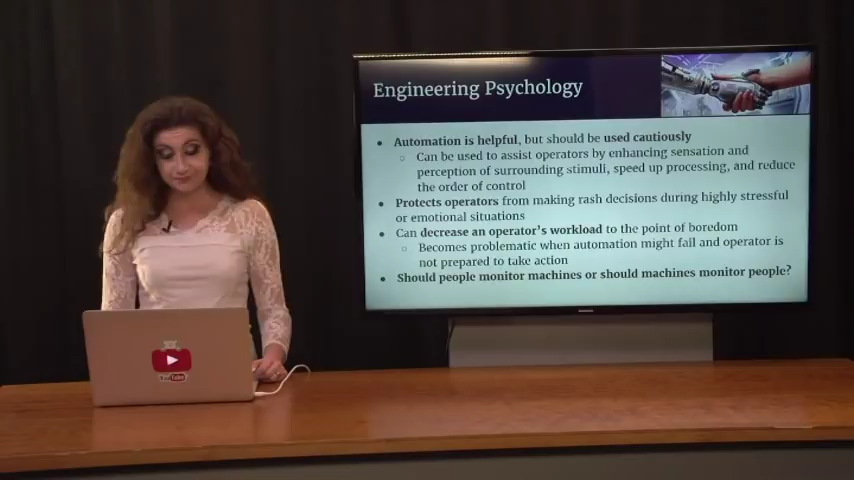 Engineering Psychology
• Automation is helpful, but should be used cautiously
○ Can be used to assist operators by enhancing sensation and
perception of surrounding stimuli, speed up processing, and reduce
the order of control
• Protects operators from making rash decisions during highly stressful
or emotional situations
• Can decrease an operator's workload to the point of boredom
○ Becomes problematic when automation might fail and operator is
not prepared to take action
• Should people monitor machines or should machines monitor people?